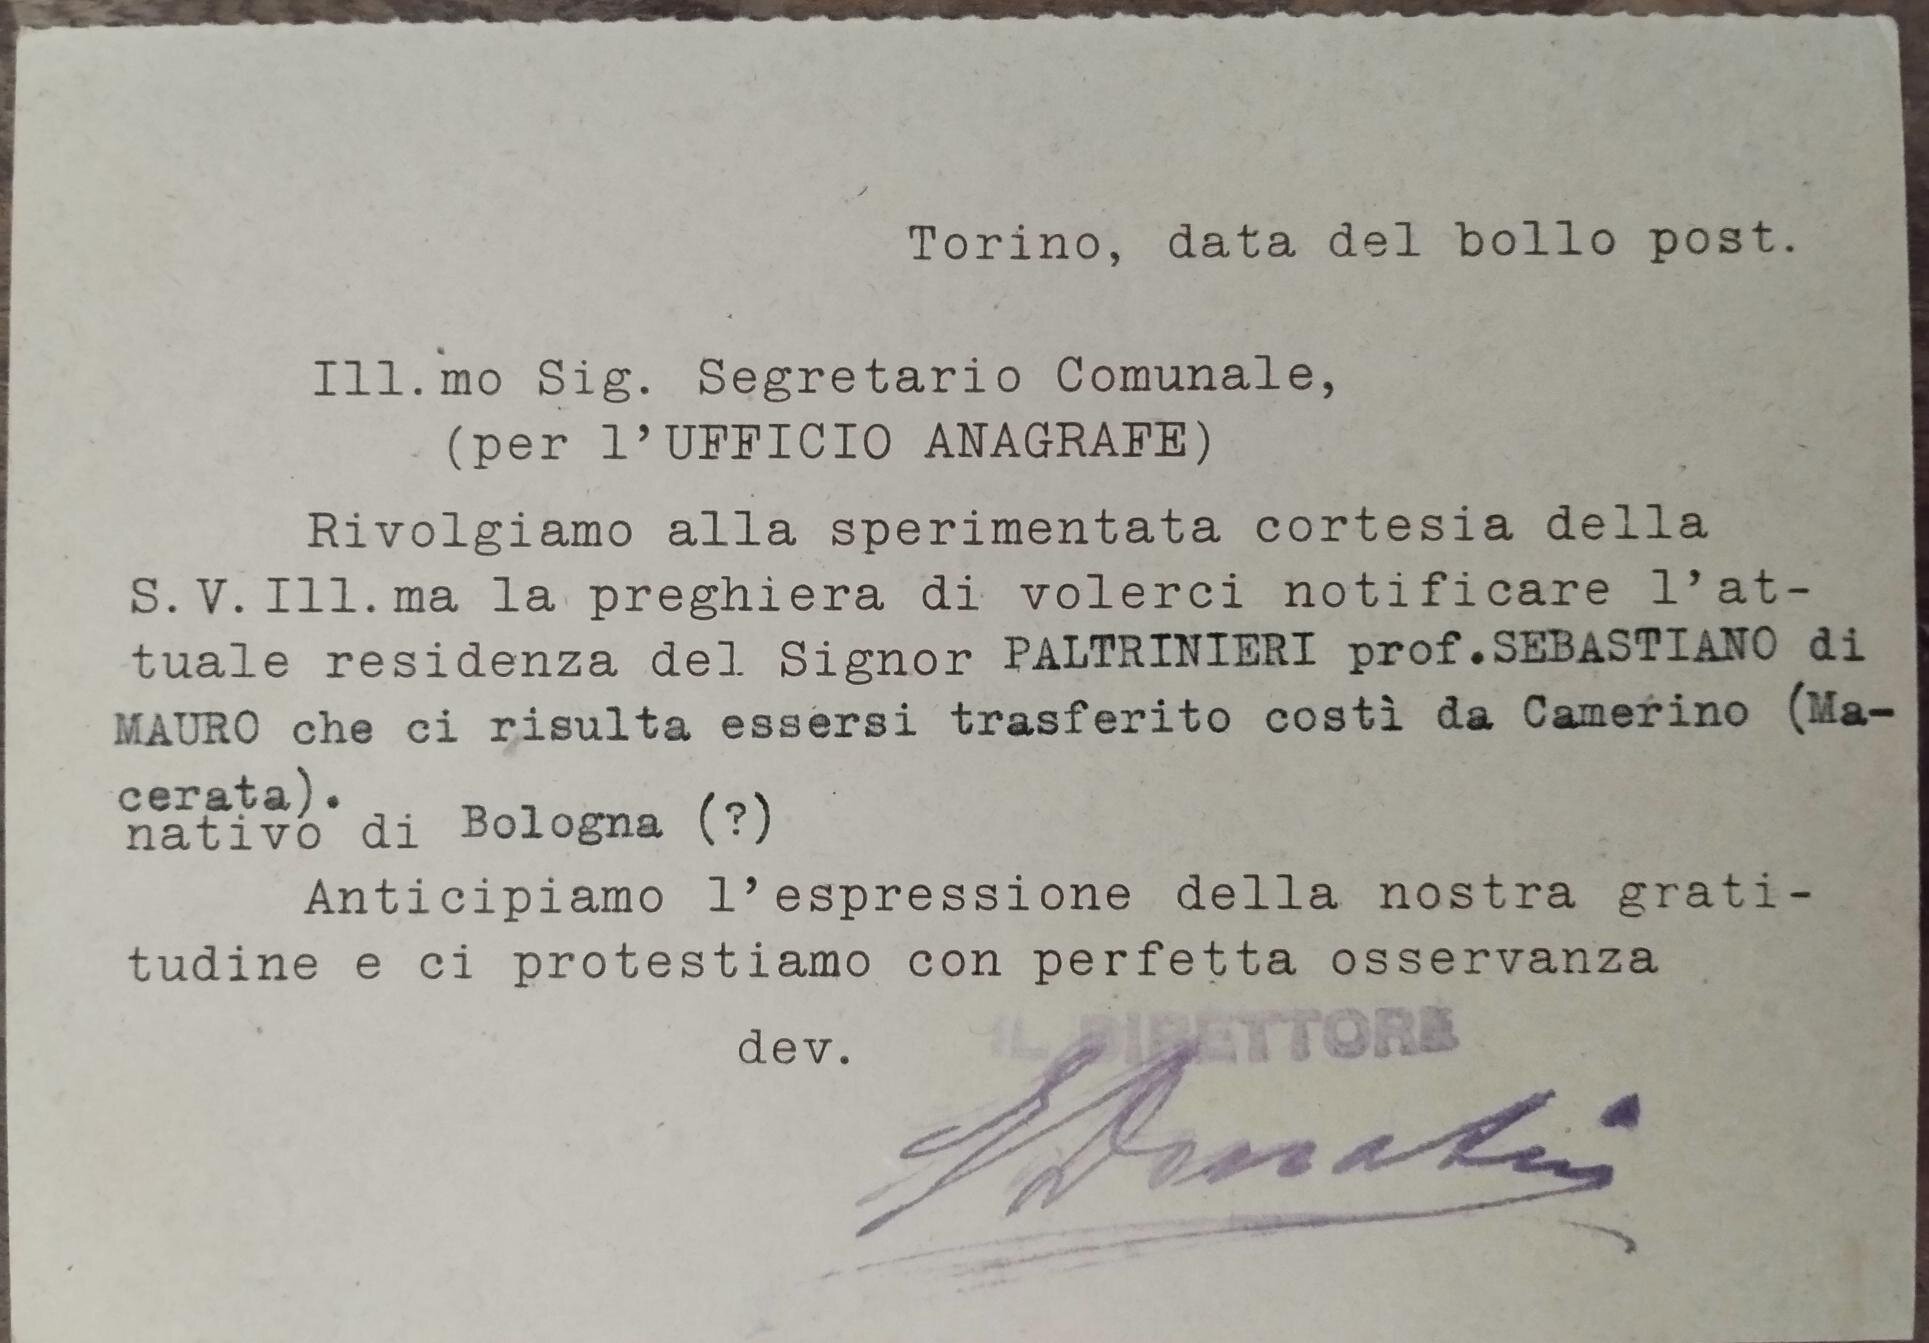 Torino, data del bollo post.
Ill.mo Sig. Segretario Comunale,
(per l'UFFICIO ANAGRAFE)
Rivolgiamo alla sperimentata cortesia della
S.V.Ill.ma la preghiera di volerci notificare l'at-
tuale residenza del Signor PALTRINIERI prof.SEBASTIANO di
MAURO che ci risulta essersi trasferito costì da Camerino (Ma-
cerata).
nativo di Bologna (?)
Anticipiamo l'espressione della nostra grati-
tudine e ci protestiamo con perfetta osservanza
dev.
IL DIRETTORE